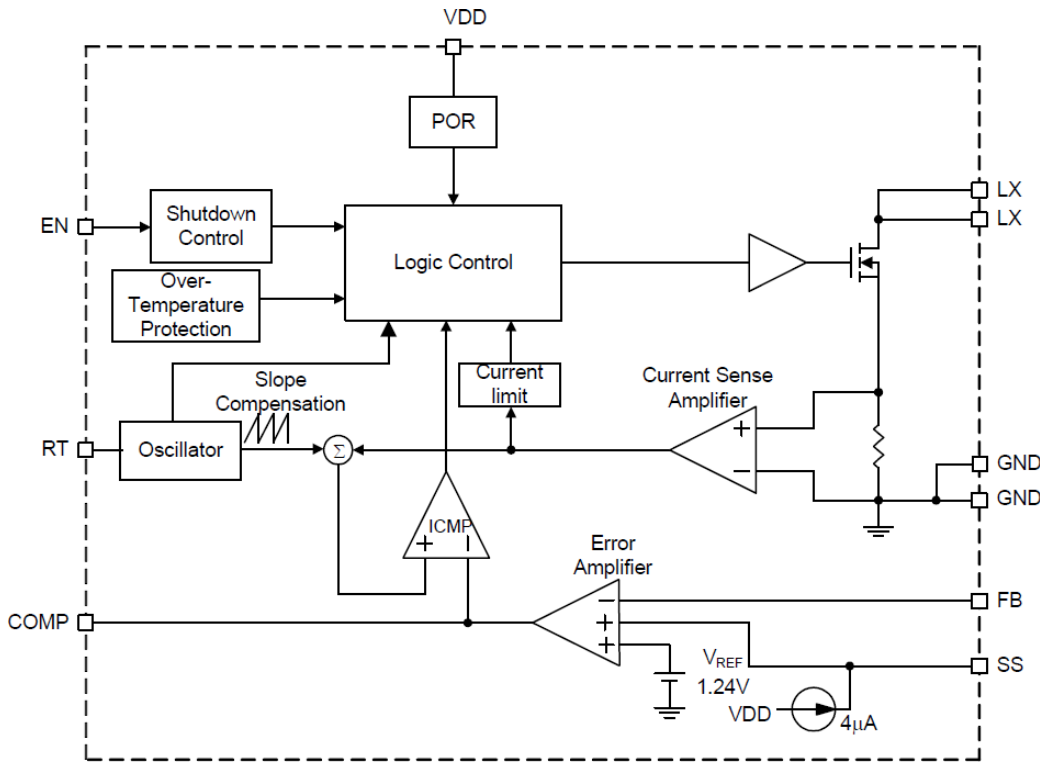 VDD
POR
LX
LX
EN
Shutdown
Control
Logic Control
Over-
Temperature
Protection
Slope
Compensation
Current
limit
Current Sense
Amplifier
RT
Oscillator
Σ
+
−
GND
GND
ICMP
+
−
Error
Amplifier
COMP
−
FB
+
+
SS
VREF
1.24V
VDD
4μA